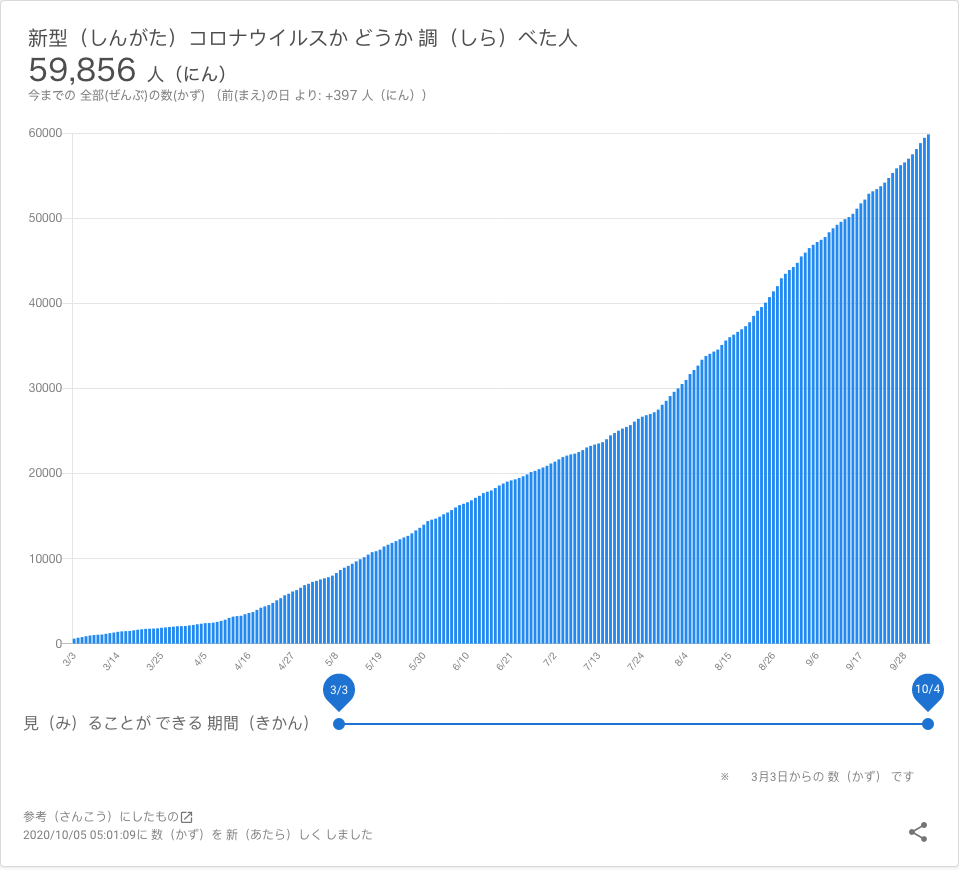 新型（しんがた）コロナウイルスか どうか 調（しら）べた人
59,856 人（にん）
今までの 全部(ぜんぶ)の数(かず) （前(まえ)の日 より: +397 人（にん））
60000
50000
40000
30000
20000
10000
0
3/3 3/14 3/25 4/5 4/16 4/27 5/8 5/19 5/30 6/10 6/21 7/2 7/13 7/24 8/4 8/15 8/26 9/6 9/17 9/28
3/3 10/4
見（み）ることが できる 期間（きかん）
※ 3月3日からの 数（かず） です
参考（さんこう）にしたもの
2020/10/05 05:01:09に 数（かず）を 新（あたら）しく しました